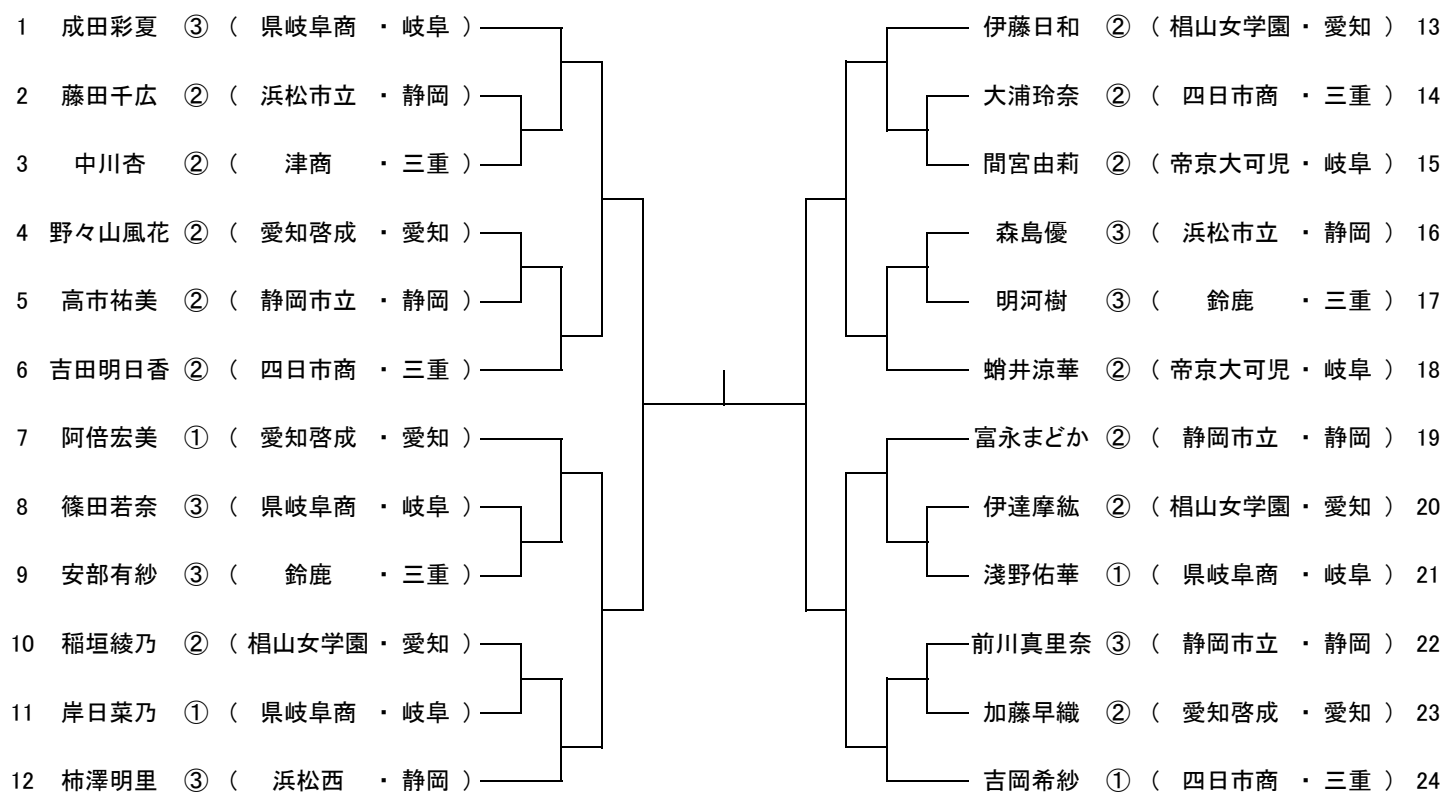 1 成田彩夏 ③ ( 県岐阜商 ・ 岐阜 )
2 藤田千広 ② ( 浜松市立 ・ 静岡 )
3 中川杏 ② ( 津商 ・ 三重 )
4 野々山風花 ② ( 愛知啓成 ・ 愛知 )
5 高市祐美 ② ( 静岡市立 ・ 静岡 )
6 吉田明日香 ② ( 四日市商 ・ 三重 )
7 阿倍宏美 ① ( 愛知啓成 ・ 愛知 )
8 篠田若奈 ③ ( 県岐阜商 ・ 岐阜 )
9 安部有紗 ③ ( 鈴鹿 ・ 三重 )
10 稲垣綾乃 ② ( 椙山女学園 ・ 愛知 )
11 岸日菜乃 ① ( 県岐阜商 ・ 岐阜 )
12 柿澤明里 ③ ( 浜松西 ・ 静岡 )
伊藤日和 ② ( 椙山女学園 ・ 愛知 ) 13
大浦玲奈 ② ( 四日市商 ・ 三重 ) 14
間宮由莉 ② ( 帝京大可児 ・ 岐阜 ) 15
森島優 ③ ( 浜松市立 ・ 静岡 ) 16
明河樹 ③ ( 鈴鹿 ・ 三重 ) 17
蛸井涼華 ② ( 帝京大可児 ・ 岐阜 ) 18
富永まどか ② ( 静岡市立 ・ 静岡 ) 19
伊達摩紘 ② ( 椙山女学園 ・ 愛知 ) 20
淺野佑華 ① ( 県岐阜商 ・ 岐阜 ) 21
前川真里奈 ③ ( 静岡市立 ・ 静岡 ) 22
加藤早織 ② ( 愛知啓成 ・ 愛知 ) 23
吉岡希紗 ① ( 四日市商 ・ 三重 ) 24